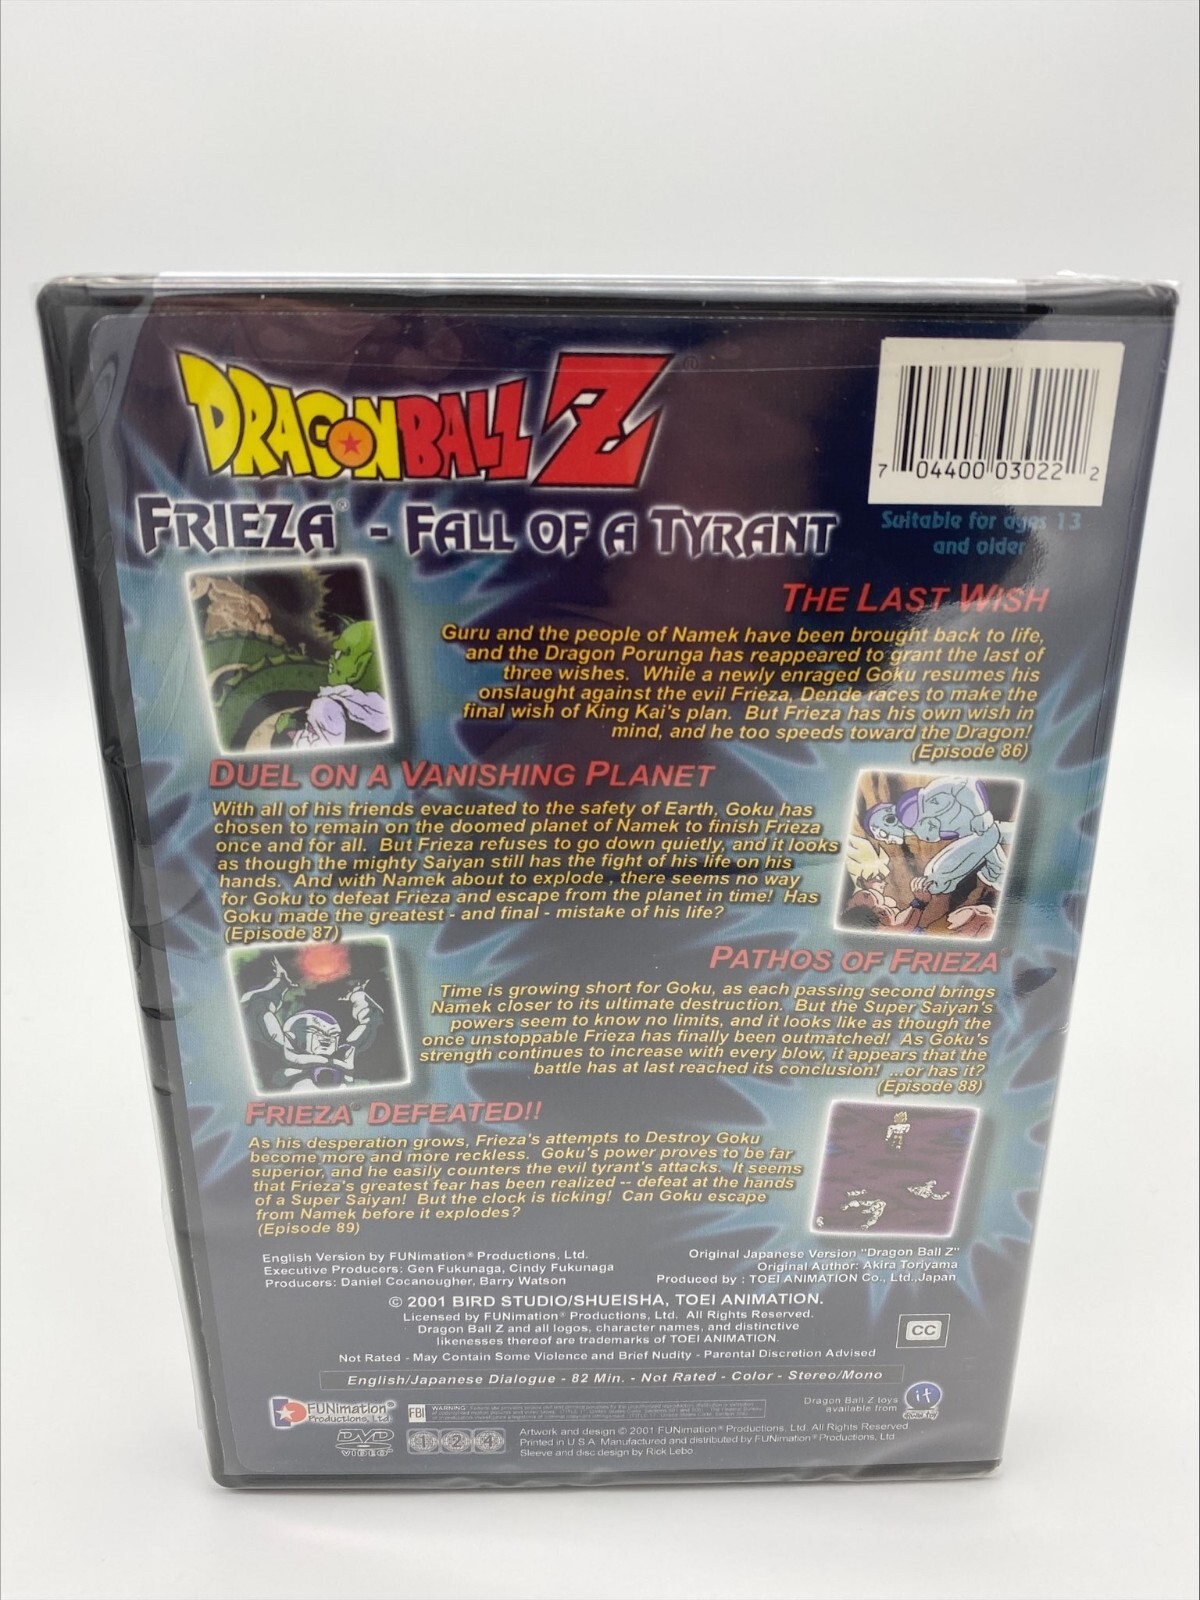 DRAGON BALL Z®
FRIEZA® - FALL OF A TYRANT
7 04400 03022 2
Suitable for ages 13
and older
THE LAST WISH
Guru and the people of Namek have been brought back to life,
and the Dragon Porunga has reappeared to grant the last of
three wishes. While a newly enraged Goku resumes his
onslaught against the evil Frieza, Dende races to make the
final wish of King Kai's plan. But Frieza has his own wish in
mind, and he too speeds toward the Dragon!
(Episode 86)
DUEL ON A VANISHING PLANET
With all of his friends evacuated to the safety of Earth, Goku has
chosen to remain on the doomed planet of Namek to finish Frieza
once and for all. But Frieza refuses to go down quietly, and it looks
as though the mighty Saiyan still has the fight of his life on his
hands. And with Namek about to explode, there seems no way
for Goku to defeat Frieza and escape from the planet in time! Has
Goku made the greatest - and final - mistake of his life?
(Episode 87)
PATHOS OF FRIEZA®
Time is growing short for Goku, as each passing second brings
Namek closer to its ultimate destruction. But the Super Saiyan's
powers seem to know no limits, and it looks like as though the
once unstoppable Frieza has finally been outmatched! As Goku's
strength continues to increase with every blow, it appears that the
battle has at last reached its conclusion! ...or has it?
(Episode 88)
FRIEZA® DEFEATED!!
As his desperation grows, Frieza's attempts to Destroy Goku
become more and more reckless. Goku's power proves to be far
superior, and he easily counters the evil tyrant's attacks. It seems
that Frieza's greatest fear has been realized -- defeat at the hands
of a Super Saiyan! But the clock is ticking! Can Goku escape
from Namek before it explodes?
(Episode 89)
English Version by FUNimation® Productions, Ltd.
Executive Producers: Gen Fukunaga, Cindy Fukunaga
Producers: Daniel Cocanougher, Barry Watson
Original Japanese Version "Dragon Ball Z"
Original Author: Akira Toriyama
Produced by : TOEI ANIMATION Co., Ltd.,Japan
© 2001 BIRD STUDIO/SHUEISHA, TOEI ANIMATION.
Licensed by FUNimation® Productions, Ltd. All Rights Reserved.
Dragon Ball Z and all logos, character names, and distinctive
likenesses thereof are trademarks of TOEI ANIMATION.
CC
Not Rated - May Contain Some Violence and Brief Nudity - Parental Discretion Advised
English/Japanese Dialogue - 82 Min. - Not Rated - Color - Stereo/Mono
FUNimation®
Productions, Ltd.
FBI WARNING
Dragon Ball Z toys
available from
DVD
VIDEO
1 2 4
Artwork and design © 2001 FUNimation® Productions, Ltd. All Rights Reserved.
Printed in U.S.A. Manufactured and distributed by FUNimation® Productions, Ltd
Sleeve and disc design by Rick Lebo